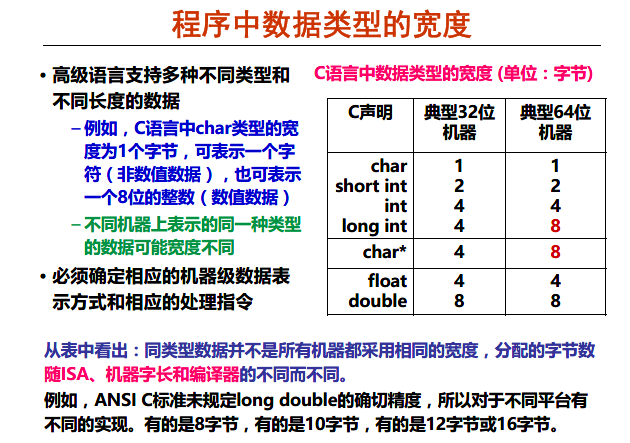 程序中数据类型的宽度
• 高级语言支持多种不同类型和
不同长度的数据
– 例如，C语言中char类型的宽
度为1个字节，可表示一个字
符（非数值数据），也可表示
一个8位的整数（数值数据）
– 不同机器上表示的同一种类型
的数据可能宽度不同
• 必须确定相应的机器级数据表
示方式和相应的处理指令
C语言中数据类型的宽度 (单位：字节)
C声明 典型32位机器 典型64位机器
char 1 1
short int 2 2
int 4 4
long int 4 8
char* 4 8
float 4 4
double 8 8
从表中看出：同类型数据并不是所有机器都采用相同的宽度，分配的字节数
随ISA、机器字长和编译器的不同而不同。
例如，ANSI C标准未规定long double的确切精度，所以对于不同平台有
不同的实现。有的是8字节，有的是10字节，有的是12字节或16字节。